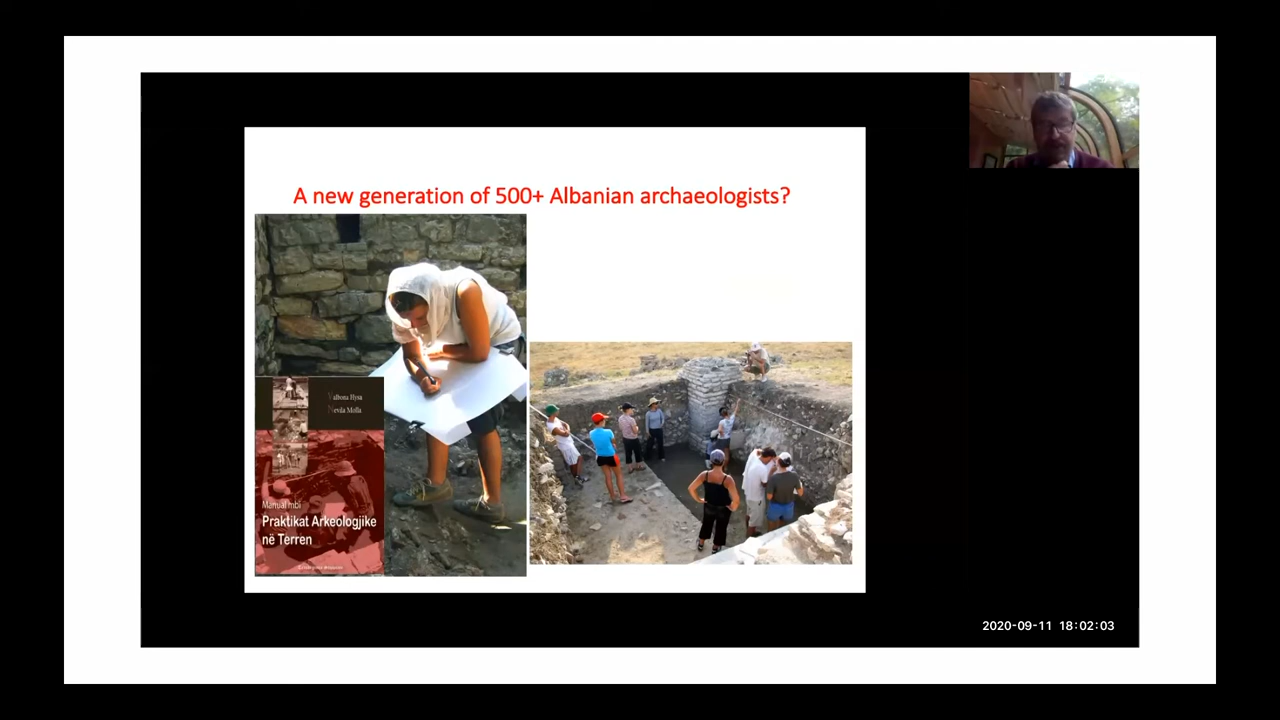 A new generation of 500+ Albanian archaeologists?
Valbona Hysa
Nevila Molla
Manual mbi
Praktikat Arkeologjike
në Terren
2020-09-11 18:02:03